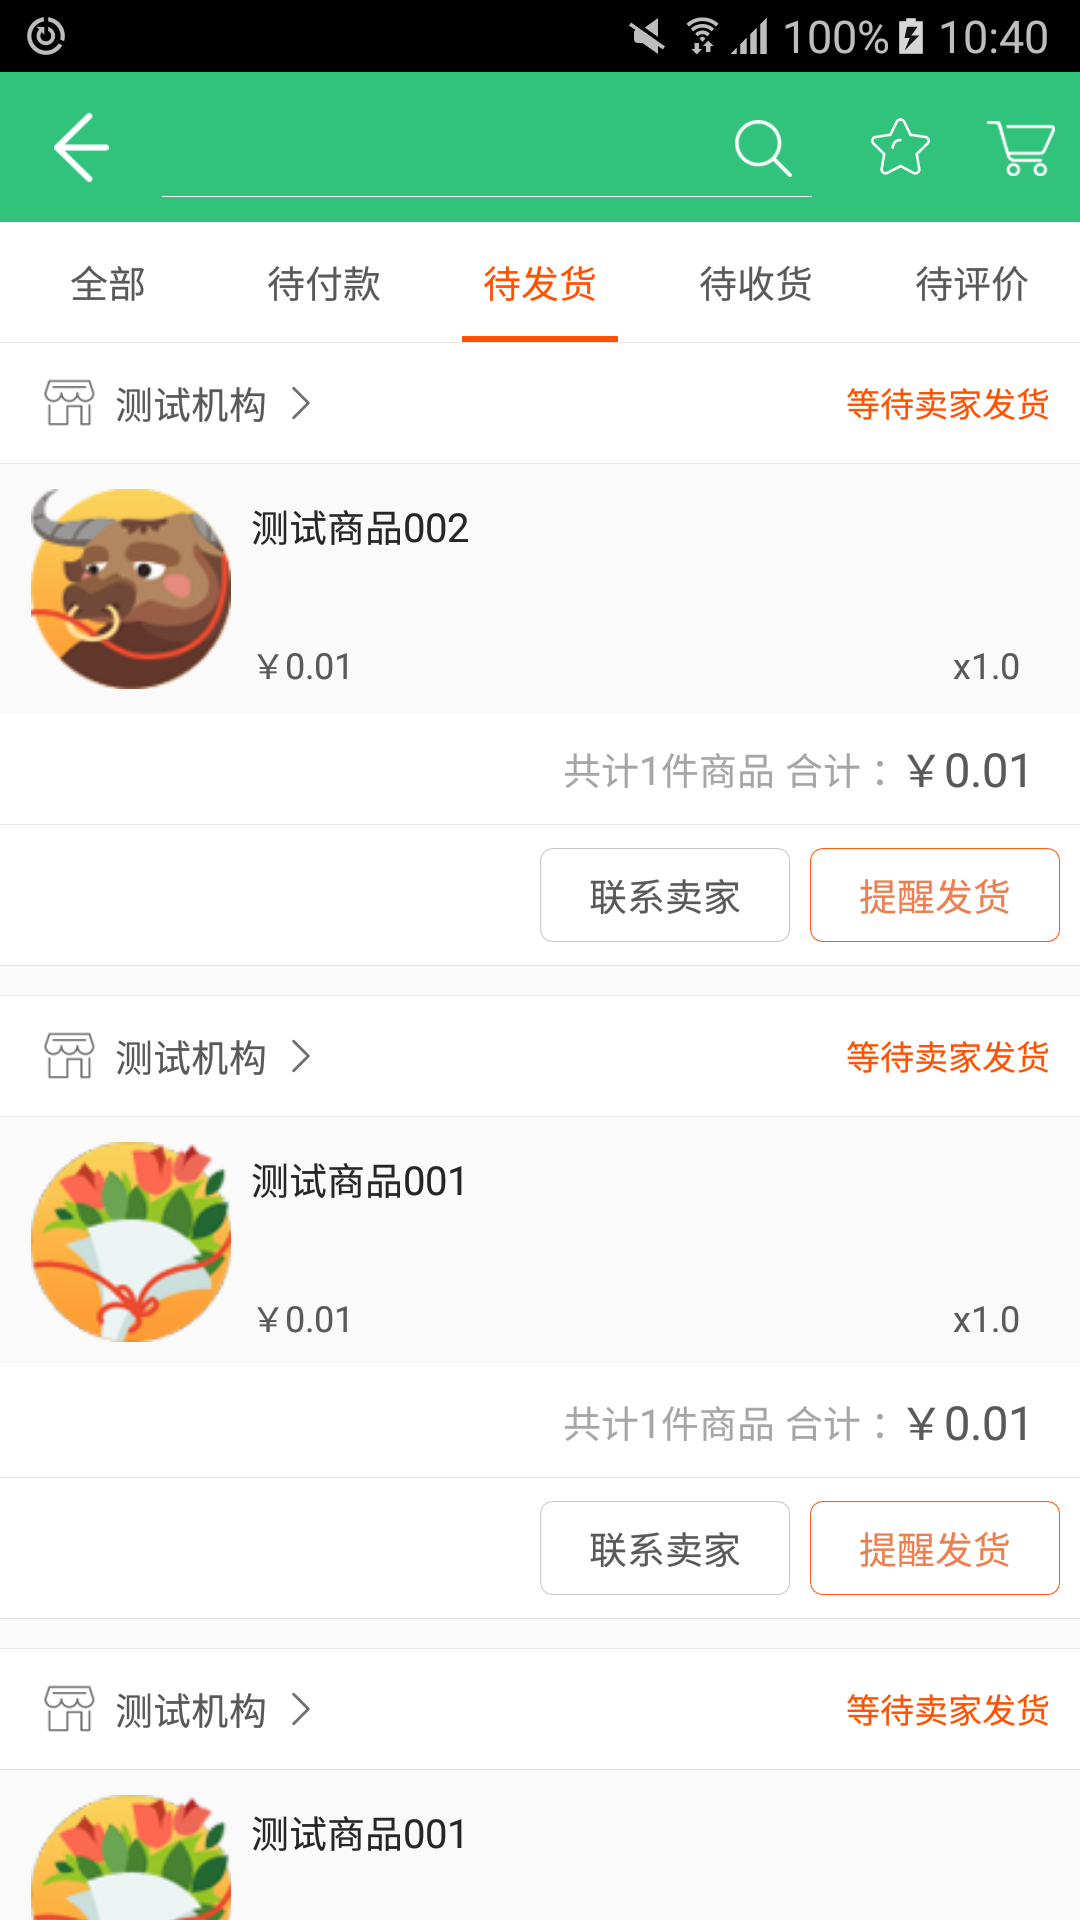 100% 10:40
全部 待付款 待发货 待收货 待评价
测试机构 等待卖家发货
测试商品002
￥0.01 x1.0
共计1件商品 合计：￥0.01
联系卖家 提醒发货
测试机构 等待卖家发货
测试商品001
￥0.01 x1.0
共计1件商品 合计：￥0.01
联系卖家 提醒发货
测试机构 等待卖家发货
测试商品001